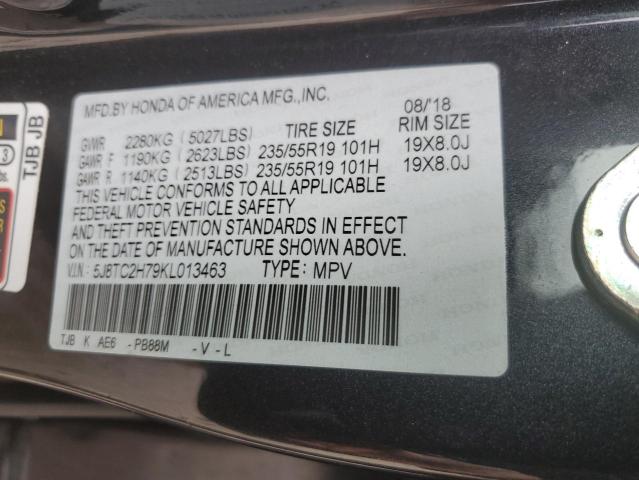 MFD.BY HONDA OF AMERICA MFG.,INC. 08/'18
GVWR 2280KG (5027LBS) TIRE SIZE RIM SIZE
GAWR F 1190KG (2623LBS) 235/55R19 101H 19X8.0J
GAWR R 1140KG (2513LBS) 235/55R19 101H 19X8.0J
THIS VEHICLE CONFORMS TO ALL APPLICABLE
FEDERAL MOTOR VEHICLE SAFETY
AND THEFT PREVENTION STANDARDS IN EFFECT
ON THE DATE OF MANUFACTURE SHOWN ABOVE.
V.I.N.: 5J8TC2H79KL013463 TYPE: MPV
TJB K AE6 -PB88M -V-L
TJB JB
3